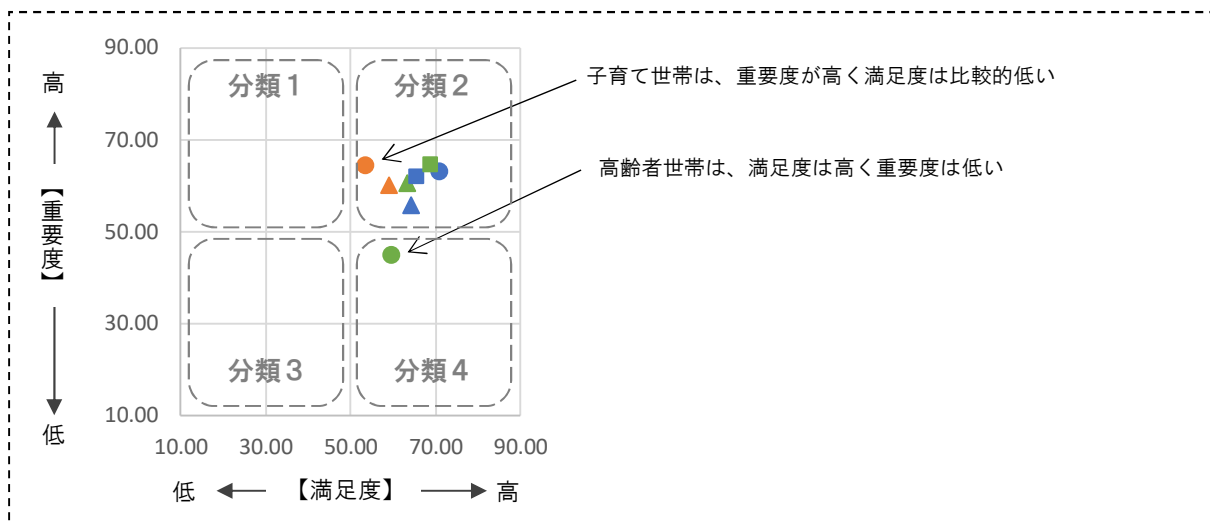 90.00
高
分類１
分類２
子育て世帯は、重要度が高く満足度は比較的低い
70.00
高齢者世帯は、満足度は高く重要度は低い
【重要度】
50.00
30.00
分類３
分類４
10.00
低
10.00 30.00 50.00 70.00 90.00
低 【満足度】 高